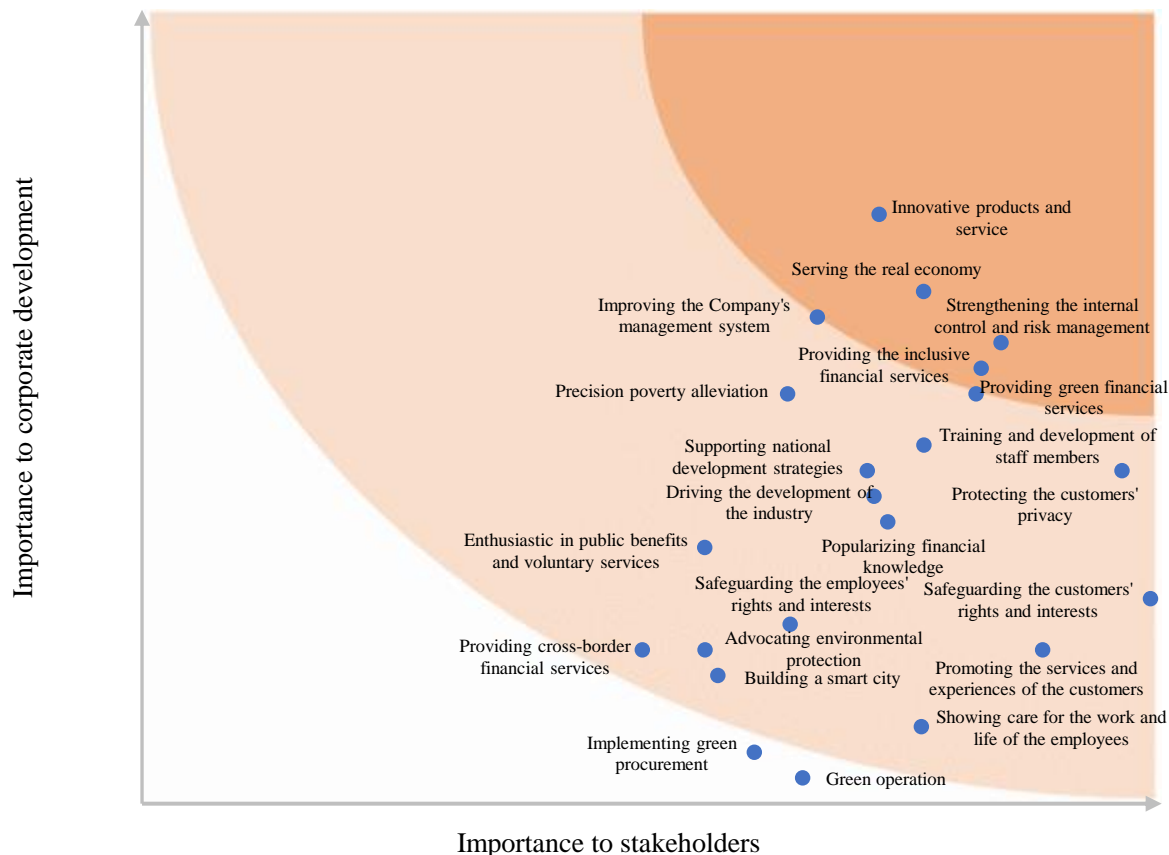 Importance to corporate development
Innovative products and
service
Serving the real economy
Improving the Company's
management system
Strengthening the internal
control and risk management
Providing the inclusive
financial services
Precision poverty alleviation
Providing green financial
services
Training and development of
staff members
Supporting national
development strategies
Protecting the customers'
privacy
Driving the development of
the industry
Enthusiastic in public benefits
and voluntary services
Popularizing financial
knowledge
Safeguarding the employees'
rights and interests
Safeguarding the customers'
rights and interests
Providing cross-border
financial services
Advocating environmental
protection
Building a smart city
Promoting the services and
experiences of the customers
Showing care for the work and
life of the employees
Implementing green
procurement
Green operation
Importance to stakeholders